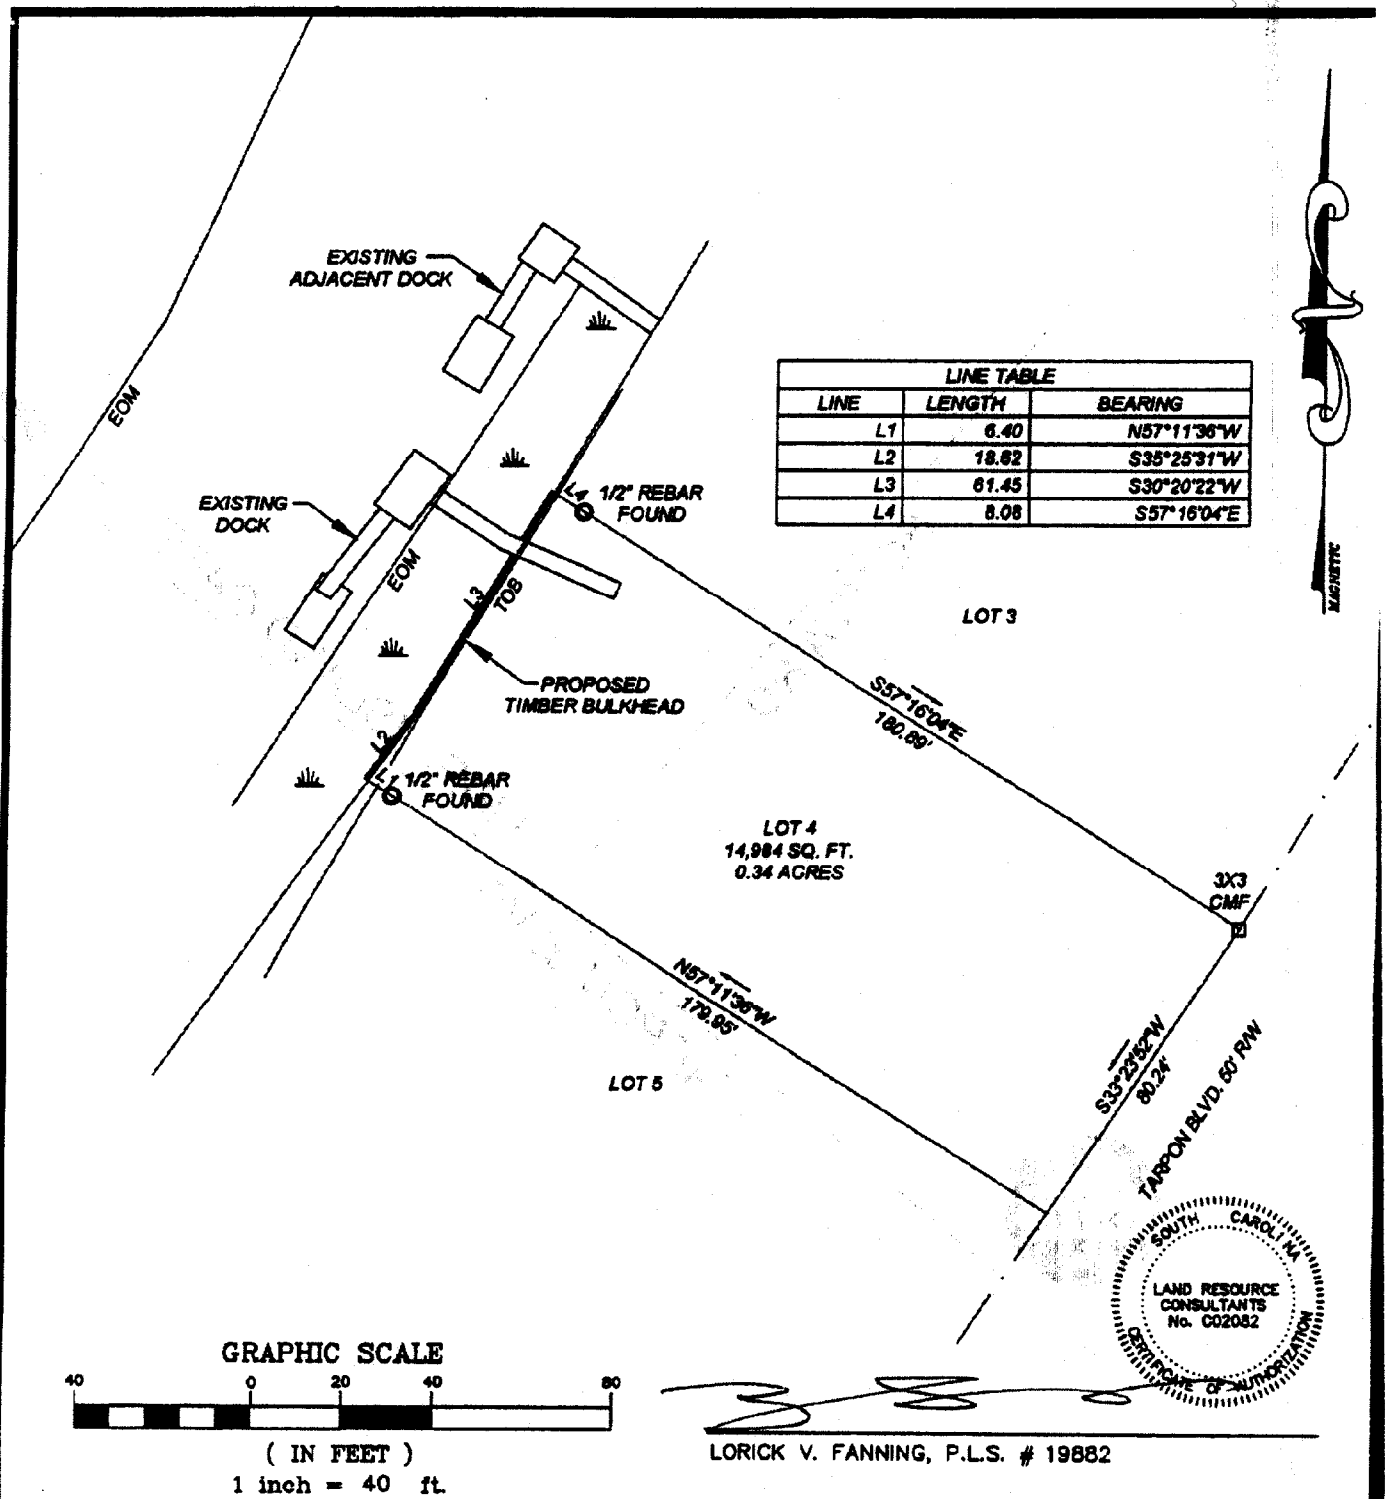 EXISTING
ADJACENT DOCK
EOM
LINE TABLE
LINE LENGTH BEARING
L1 6.40 N57°11'36"W
L2 18.62 S35°25'31"W
L3 61.45 S30°20'22"W
L4 8.08 S57°16'04"E
EXISTING
DOCK
L4
1/2" REBAR
FOUND
EOM
L3
TOB
MAGNETIC
LOT 3
PROPOSED
TIMBER BULKHEAD
S57°16'04"E
180.89'
L2
L1
1/2" REBAR
FOUND
LOT 4
14,984 SQ. FT.
0.34 ACRES
3X3
CMF
N57°11'36"W
179.95'
LOT 5
S33°23'52"W
80.24'
TARPON BLVD. 50' R/W
SOUTH CAROLINA
LAND RESOURCE
CONSULTANTS
No. C02082
CERTIFICATE OF AUTHORIZATION
GRAPHIC SCALE
40 0 20 40 80
( IN FEET )
1 inch = 40 ft.
LORICK V. FANNING, P.L.S. # 19882